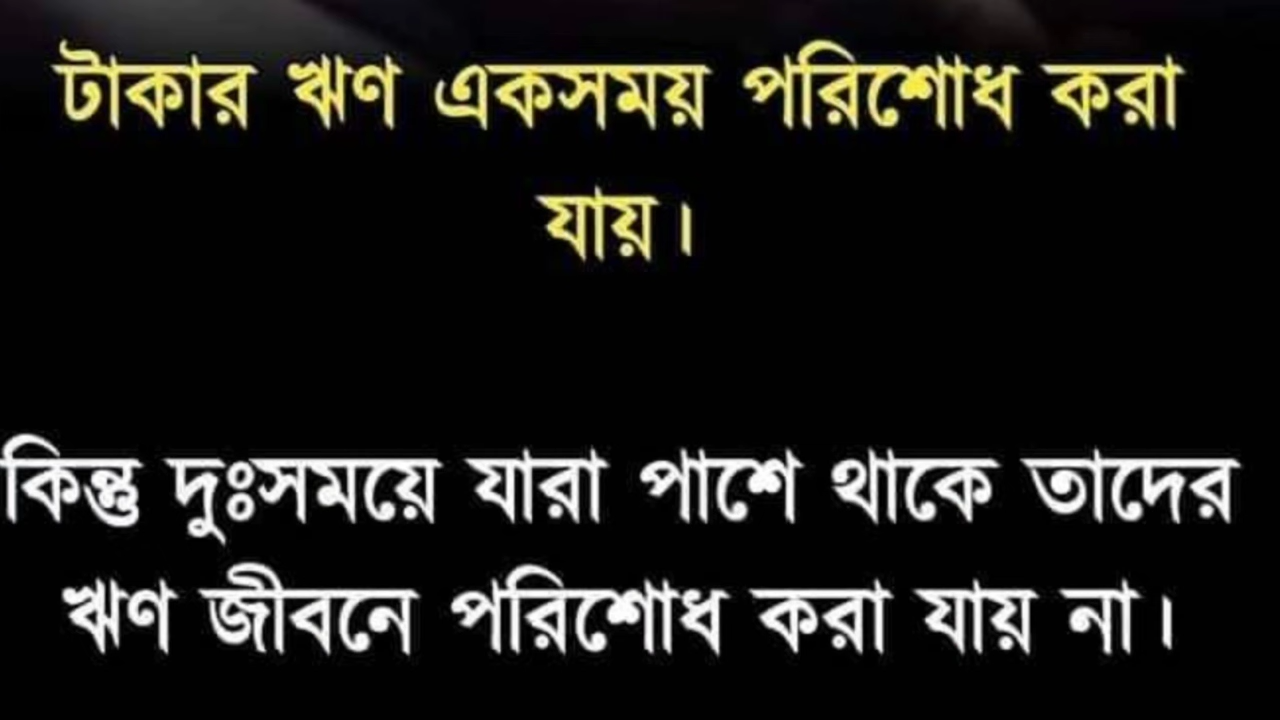 টাকার ঋণ একসময় পরিশোধ করা
যায়।
কিন্তু দুঃসময়ে যারা পাশে থাকে তাদের
ঋণ জীবনে পরিশোধ করা যায় না।